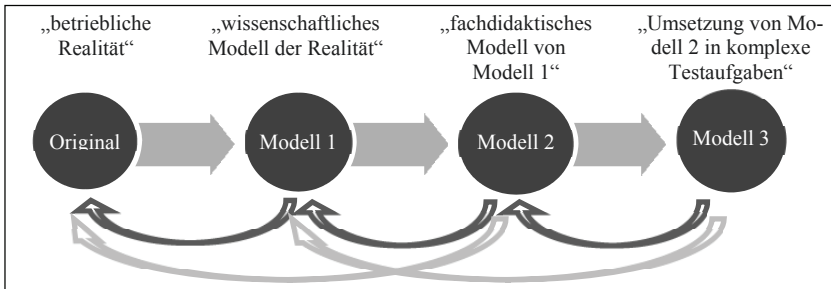 „betriebliche
Realität“
„wissenschaftliches
Modell der Realität“
„fachdidaktisches
Modell von
Modell 1“
„Umsetzung von Mo-
dell 2 in komplexe
Testaufgaben“
Original
Modell 1
Modell 2
Modell 3